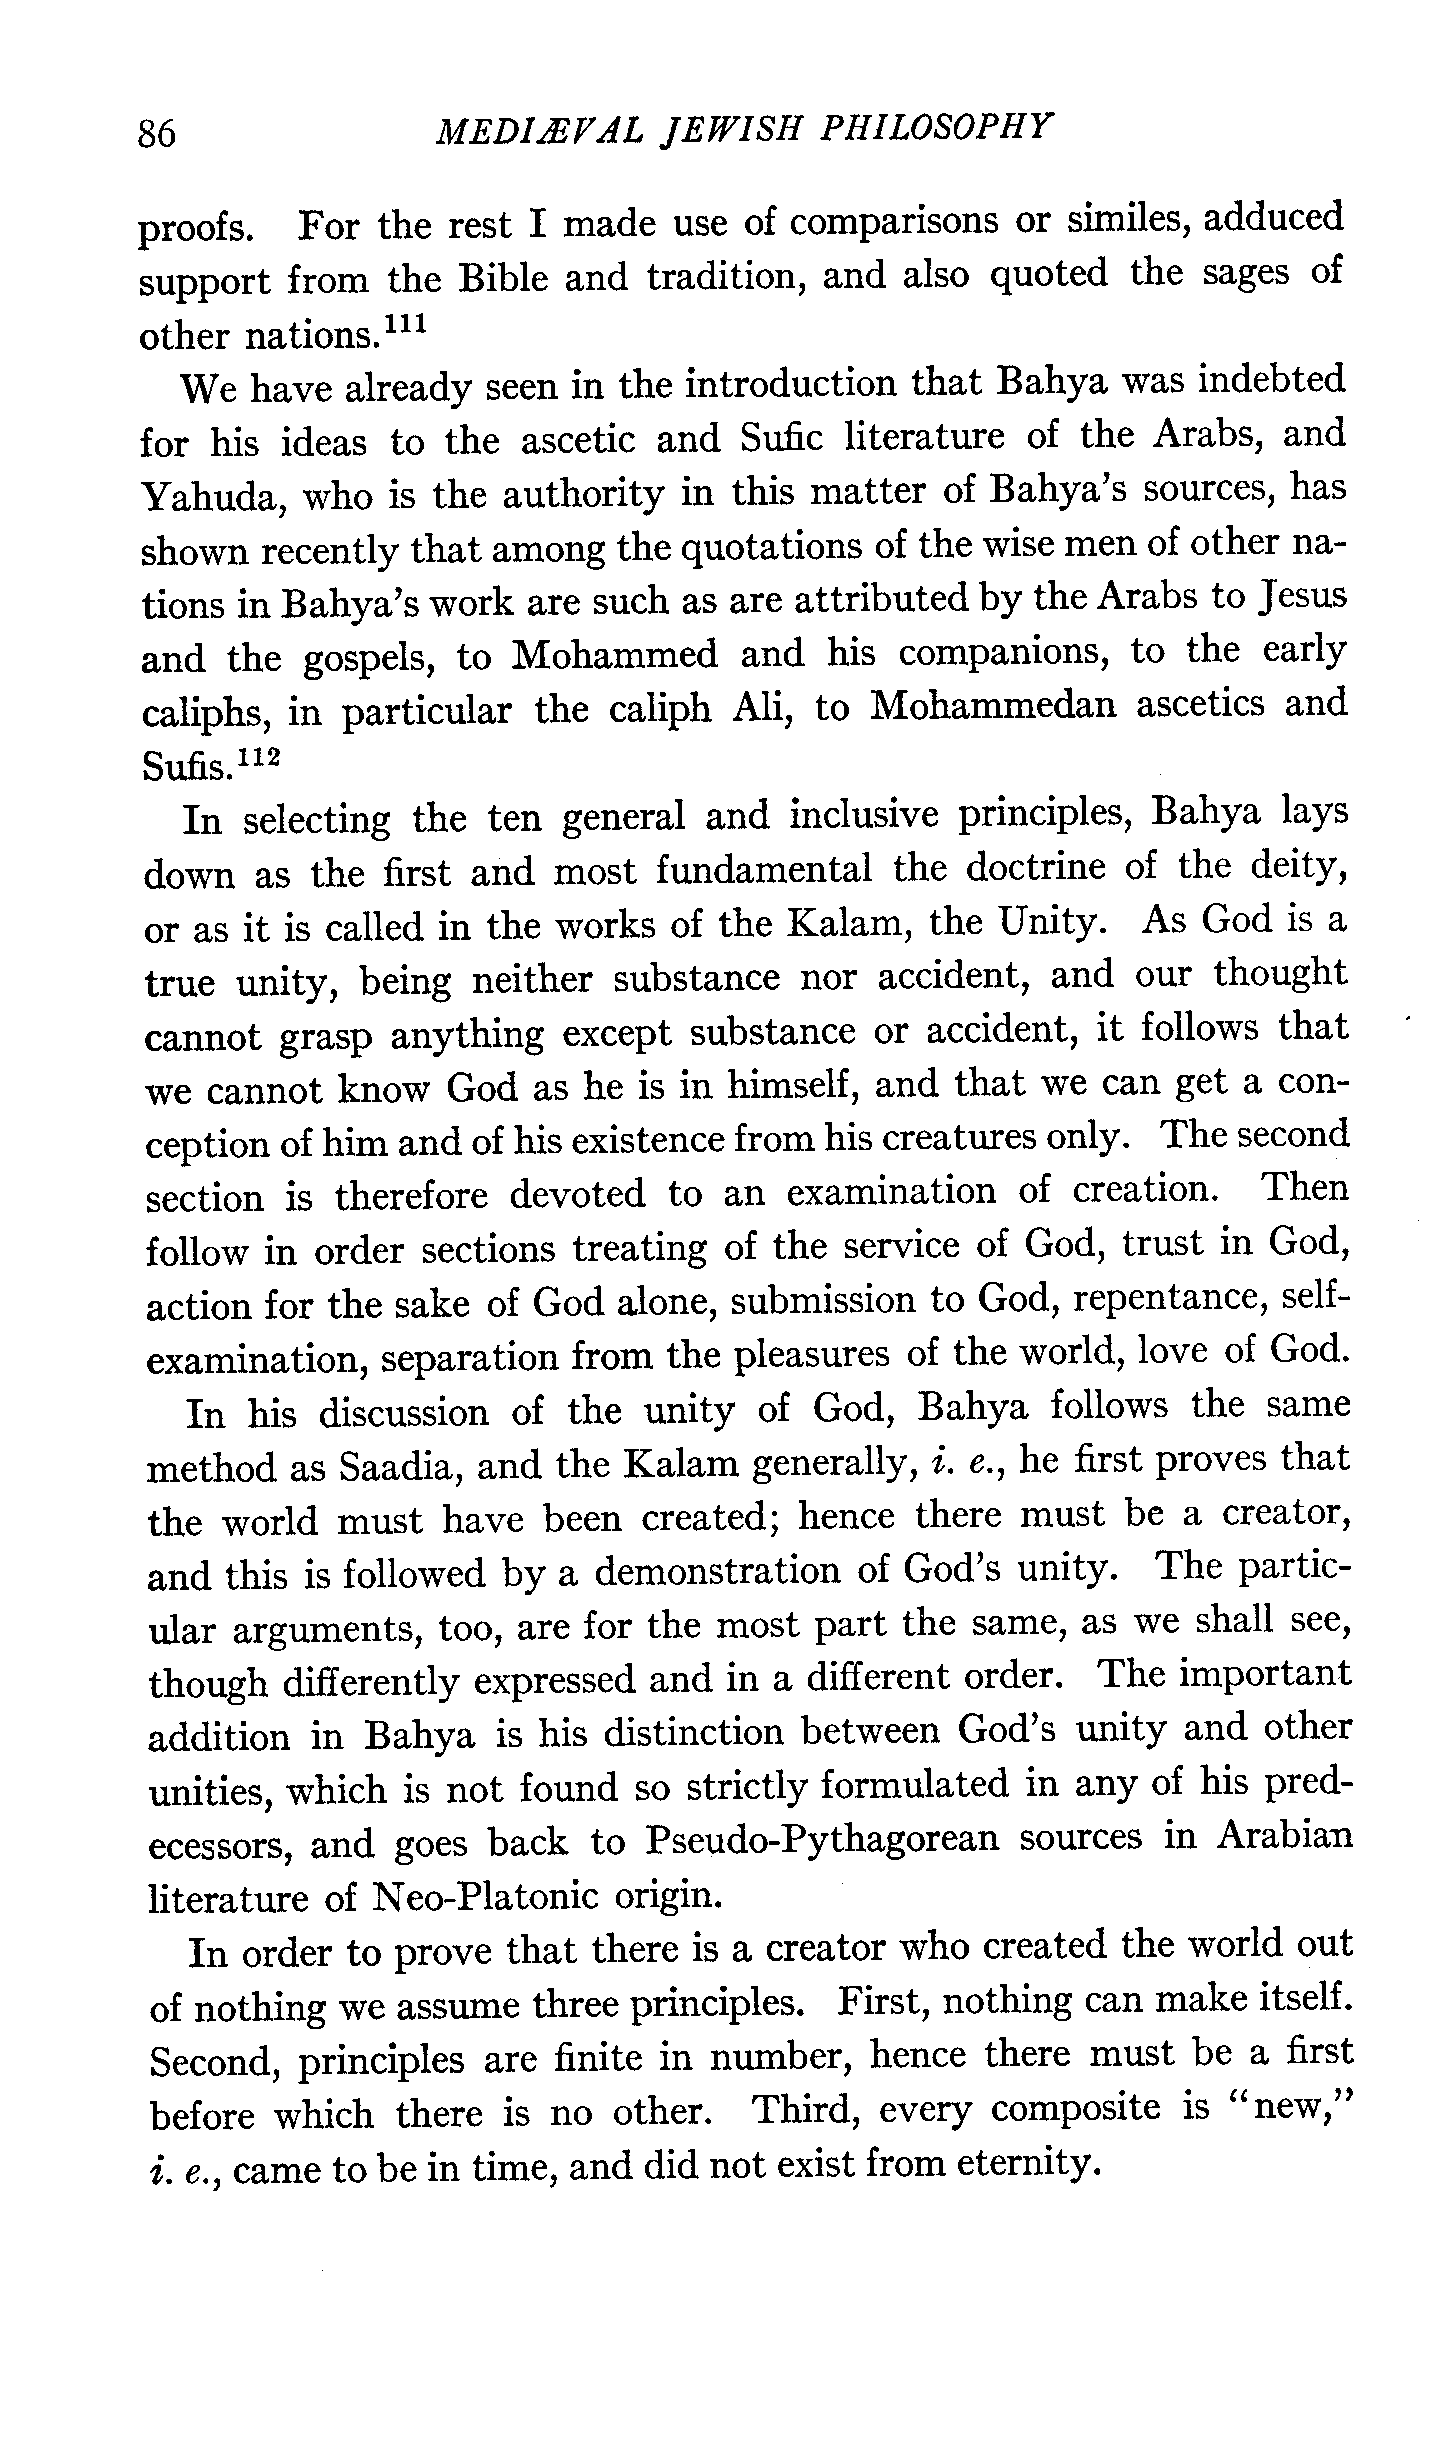 86 MEDIÆVAL JEWISH PHILOSOPHY
proofs. For the rest I made use of comparisons or similes, adduced
support from the Bible and tradition, and also quoted the sages of
other nations.¹¹¹
We have already seen in the introduction that Bahya was indebted
for his ideas to the ascetic and Sufic literature of the Arabs, and
Yahuda, who is the authority in this matter of Bahya's sources, has
shown recently that among the quotations of the wise men of other na-
tions in Bahya's work are such as are attributed by the Arabs to Jesus
and the gospels, to Mohammed and his companions, to the early
caliphs, in particular the caliph Ali, to Mohammedan ascetics and
Sufis.¹¹²
In selecting the ten general and inclusive principles, Bahya lays
down as the first and most fundamental the doctrine of the deity,
or as it is called in the works of the Kalam, the Unity. As God is a
true unity, being neither substance nor accident, and our thought
cannot grasp anything except substance or accident, it follows that
we cannot know God as he is in himself, and that we can get a con-
ception of him and of his existence from his creatures only. The second
section is therefore devoted to an examination of creation. Then
follow in order sections treating of the service of God, trust in God,
action for the sake of God alone, submission to God, repentance, self-
examination, separation from the pleasures of the world, love of God.
In his discussion of the unity of God, Bahya follows the same
method as Saadia, and the Kalam generally, i. e., he first proves that
the world must have been created; hence there must be a creator,
and this is followed by a demonstration of God's unity. The partic-
ular arguments, too, are for the most part the same, as we shall see,
though differently expressed and in a different order. The important
addition in Bahya is his distinction between God's unity and other
unities, which is not found so strictly formulated in any of his pred-
ecessors, and goes back to Pseudo-Pythagorean sources in Arabian
literature of Neo-Platonic origin.
In order to prove that there is a creator who created the world out
of nothing we assume three principles. First, nothing can make itself.
Second, principles are finite in number, hence there must be a first
before which there is no other. Third, every composite is "new,"
i. e., came to be in time, and did not exist from eternity.